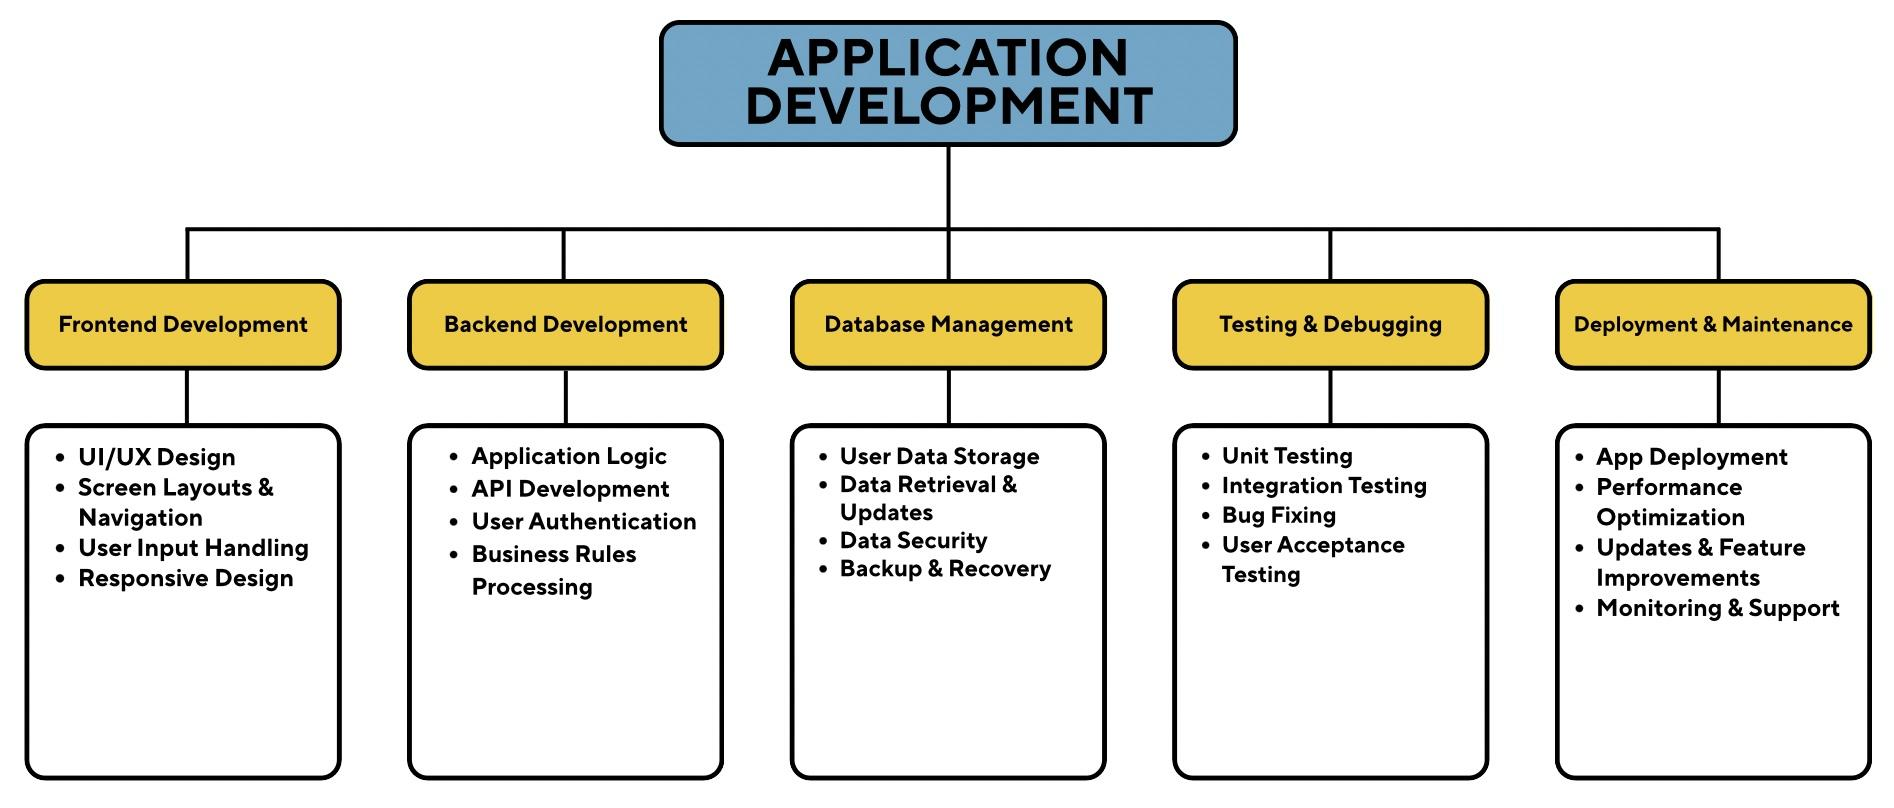 APPLICATION
DEVELOPMENT
Frontend Development
Backend Development
Database Management
Testing & Debugging
Deployment & Maintenance
• UI/UX Design
• Screen Layouts &
Navigation
• User Input Handling
• Responsive Design
• Application Logic
• API Development
• User Authentication
• Business Rules
Processing
• User Data Storage
• Data Retrieval &
Updates
• Data Security
• Backup & Recovery
• Unit Testing
• Integration Testing
• Bug Fixing
• User Acceptance
Testing
• App Deployment
• Performance
Optimization
• Updates & Feature
Improvements
• Monitoring & Support